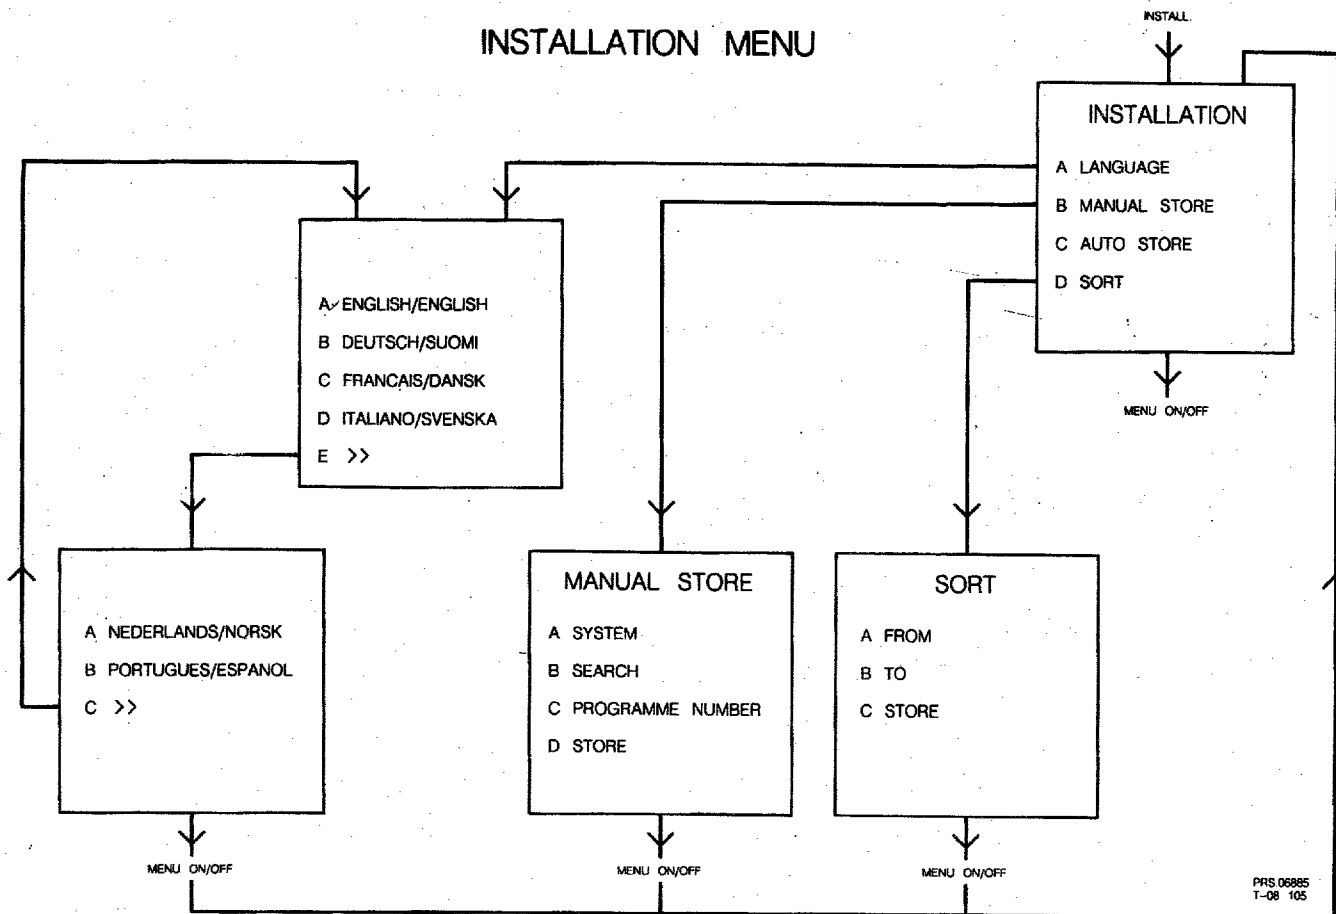 INSTALLATION MENU
INSTALL.
INSTALLATION
A LANGUAGE
B MANUAL STORE
C AUTO STORE
D SORT
MENU ON/OFF
A ENGLISH/ENGLISH
B DEUTSCH/SUOMI
C FRANCAIS/DANSK
D ITALIANO/SVENSKA
E >>
A NEDERLANDS/NORSK
B PORTUGUES/ESPANOL
C >>
MENU ON/OFF
MANUAL STORE
A SYSTEM
B SEARCH
C PROGRAMME NUMBER
D STORE
MENU ON/OFF
SORT
A FROM
B TO
C STORE
MENU ON/OFF
PRS.06885
T-08 105